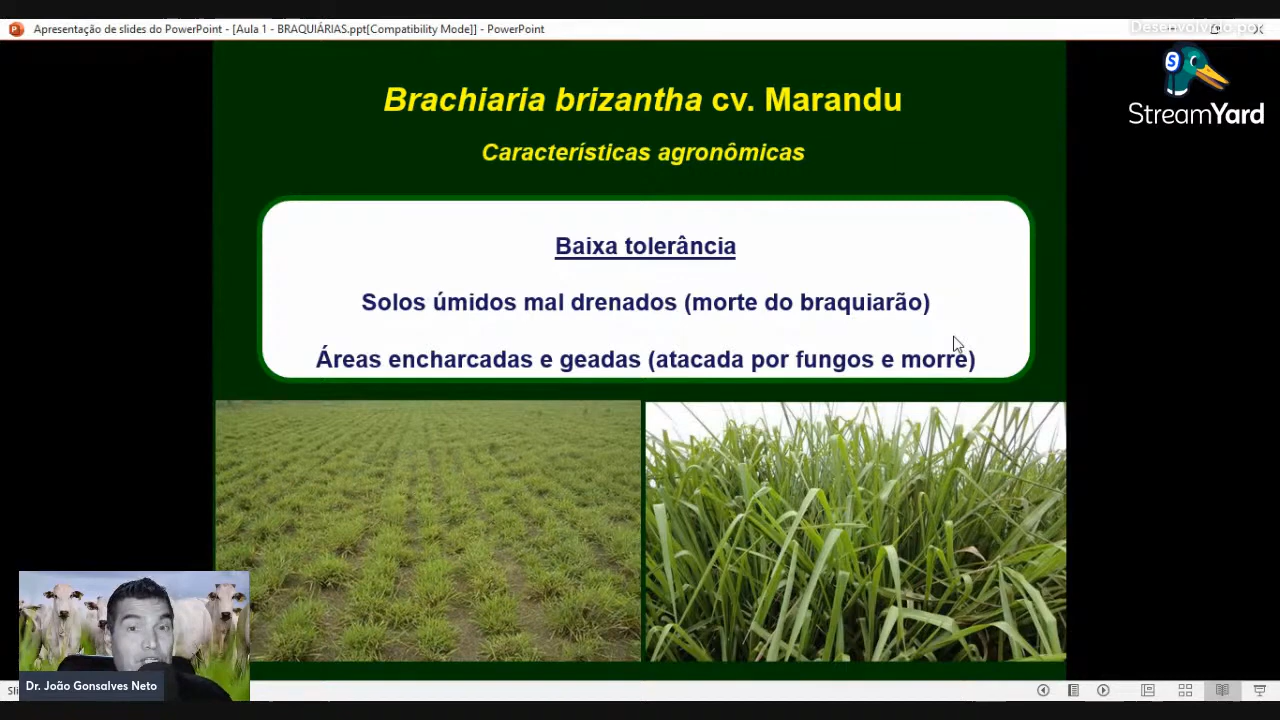 Apresentação de slides do PowerPoint - [Aula 1 - BRAQUIÁRIAS.ppt[Compatibility Mode]] - PowerPoint
Desenvolvido por
StreamYard
Brachiaria brizantha cv. Marandu
Características agronômicas
Baixa tolerância
Solos úmidos mal drenados (morte do braquiarão)
Áreas encharcadas e geadas (atacada por fungos e morre)
Dr. João Gonsalves Neto